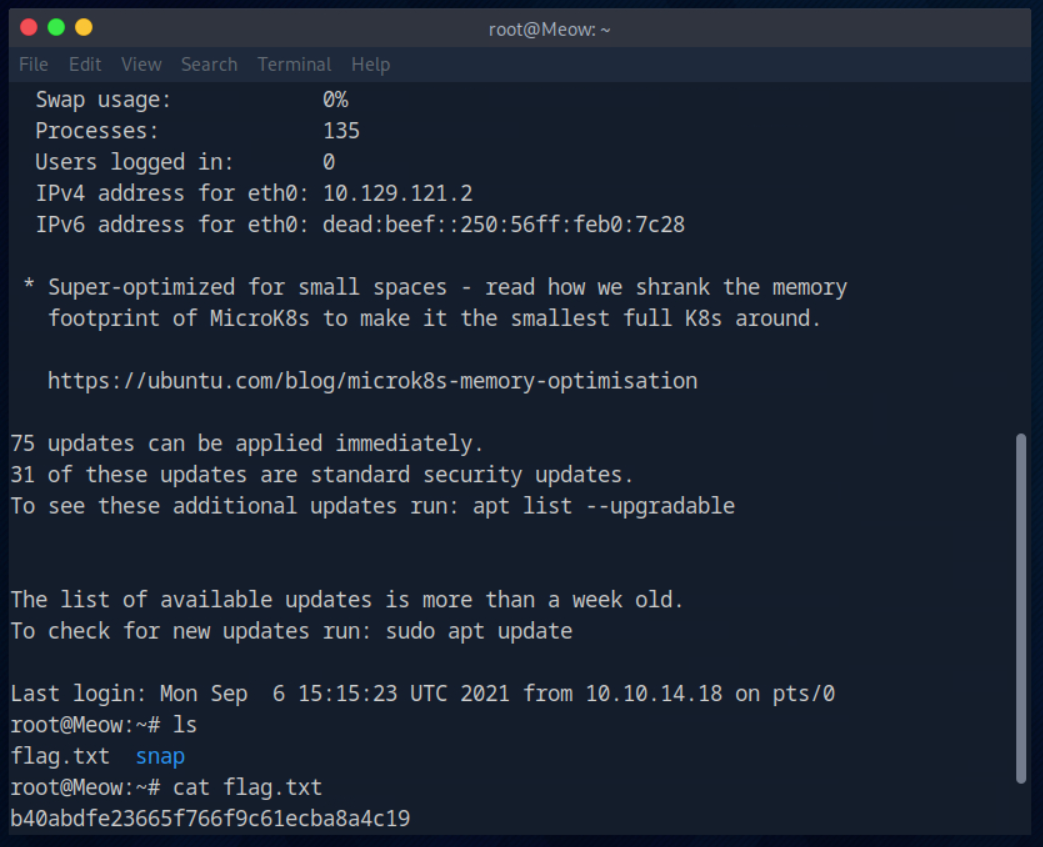 root@Meow: ~
File Edit View Search Terminal Help
Swap usage: 0%
Processes: 135
Users logged in: 0
IPv4 address for eth0: 10.129.121.2
IPv6 address for eth0: dead:beef::250:56ff:feb0:7c28
* Super-optimized for small spaces - read how we shrank the memory
footprint of MicroK8s to make it the smallest full K8s around.
https://ubuntu.com/blog/microk8s-memory-optimisation
75 updates can be applied immediately.
31 of these updates are standard security updates.
To see these additional updates run: apt list --upgradable
The list of available updates is more than a week old.
To check for new updates run: sudo apt update
Last login: Mon Sep  6 15:15:23 UTC 2021 from 10.10.14.18 on pts/0
root@Meow:~# ls
flag.txt  snap
root@Meow:~# cat flag.txt
b40abdfe23665f766f9c61ecba8a4c19